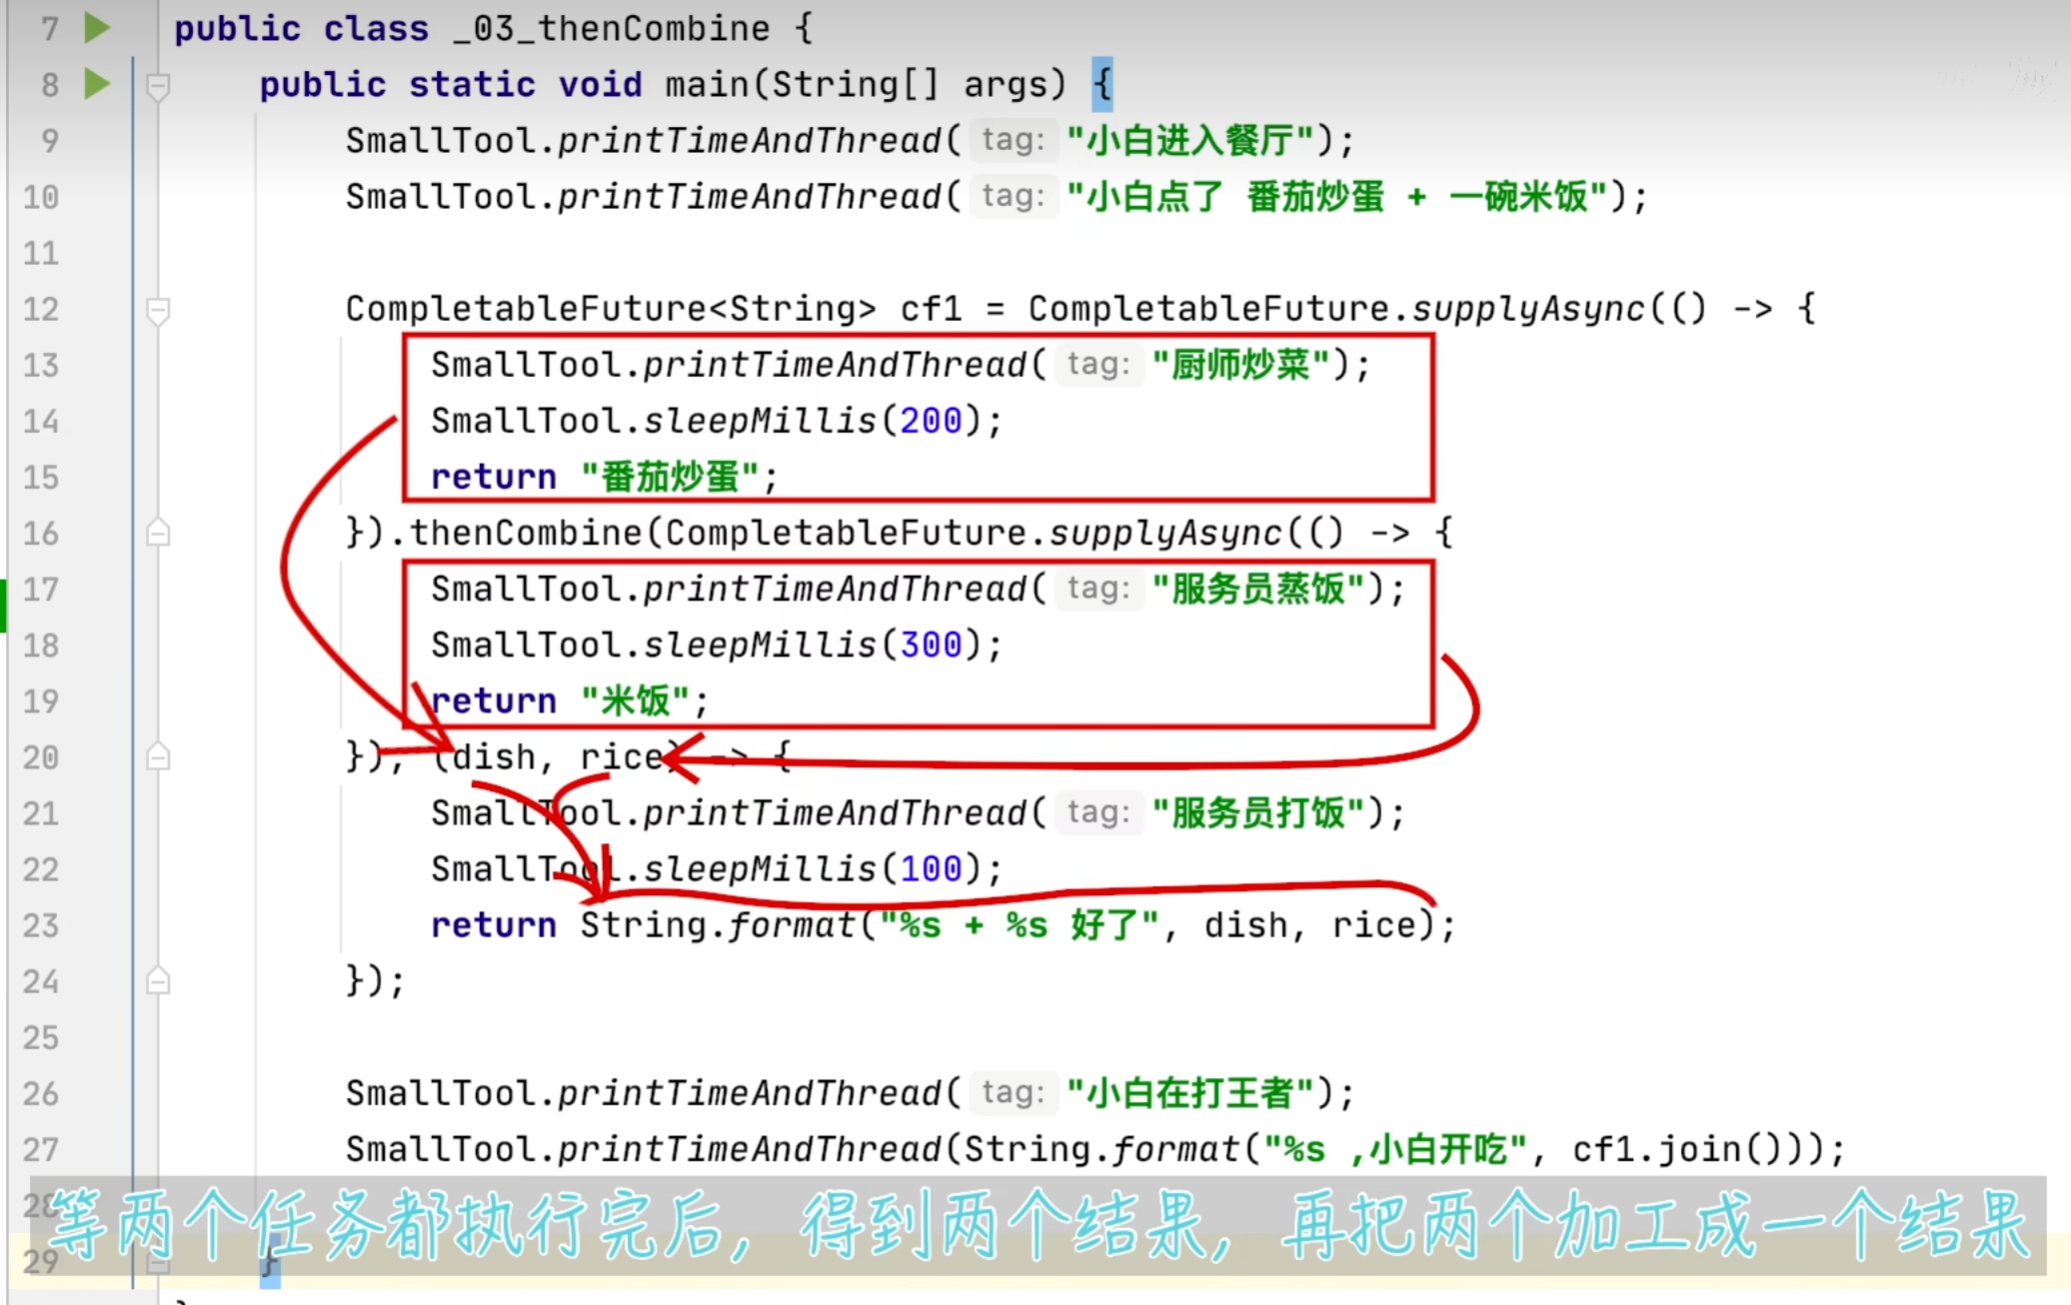 7 public class _03_thenCombine {
8 public static void main(String[] args) {
9 SmallTool.printTimeAndThread( tag: "小白进入餐厅");
10 SmallTool.printTimeAndThread( tag: "小白点了 番茄炒蛋 + 一碗米饭");
11
12 CompletableFuture<String> cf1 = CompletableFuture.supplyAsync(() -> {
13 SmallTool.printTimeAndThread( tag: "厨师炒菜");
14 SmallTool.sleepMillis(200);
15 return "番茄炒蛋";
16 }).thenCombine(CompletableFuture.supplyAsync(() -> {
17 SmallTool.printTimeAndThread( tag: "服务员蒸饭");
18 SmallTool.sleepMillis(300);
19 return "米饭";
20 }), (dish, rice) -> {
21 SmallTool.printTimeAndThread( tag: "服务员打饭");
22 SmallTool.sleepMillis(100);
23 return String.format("%s + %s 好了", dish, rice);
24 });
25
26 SmallTool.printTimeAndThread( tag: "小白在打王者");
27 SmallTool.printTimeAndThread(String.format("%s ,小白开吃", cf1.join()));
28
等两个任务都执行完后，得到两个结果，再把两个加工成一个结果
29 }